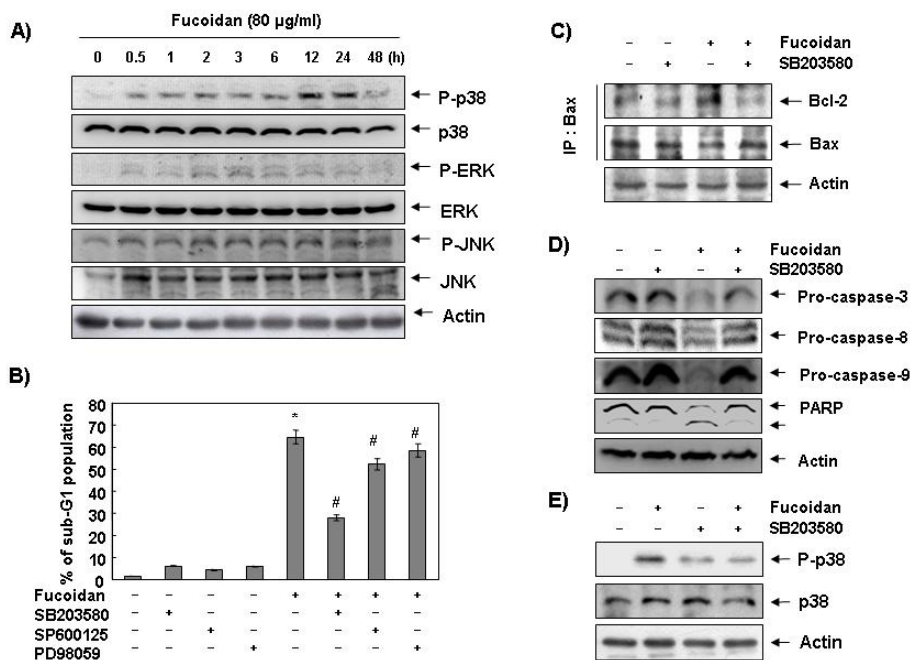 A)
Fucoidan (80 µg/ml)
0 0.5 1 2 3 6 12 24 48 (h)
P-p38
p38
P-ERK
ERK
P-JNK
JNK
Actin
B)
% of sub-G1 population
80
70
60
50
40
30
20
10
0
* # # #
Fucoidan – – – – + + + +
SB203580 – + – – – + – –
SP600125 – – + – – – + –
PD98059 – – – + – – – +
C)
– – + + Fucoidan
– + – + SB203580
IP : Bax
Bcl-2
Bax
Actin
D)
– – + + Fucoidan
– + – + SB203580
Pro-caspase-3
Pro-caspase-8
Pro-caspase-9
PARP
Actin
E)
– + – + Fucoidan
– – + + SB203580
P-p38
p38
Actin